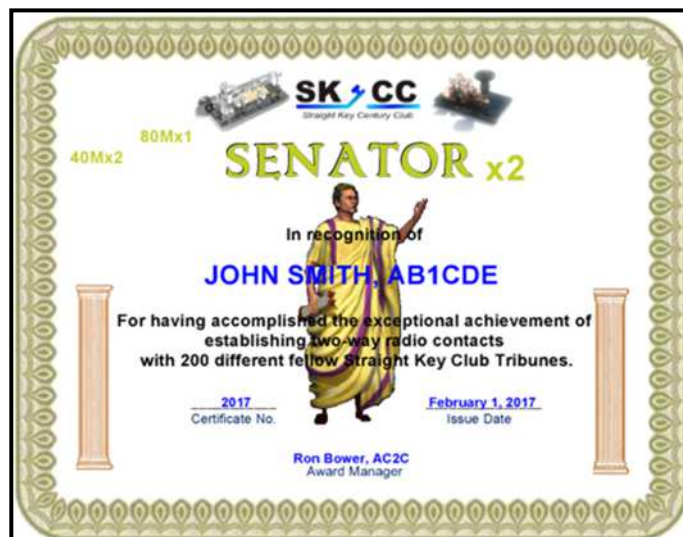 SKCC
Straight Key Century Club
80Mx1
40Mx2
SENATOR x2
In recognition of
JOHN SMITH, AB1CDE
For having accomplished the exceptional achievement of
establishing two-way radio contacts
with 200 different fellow Straight Key Club Tribunes.
2017 February 1, 2017
Certificate No. Issue Date
Ron Bower, AC2C
Award Manager